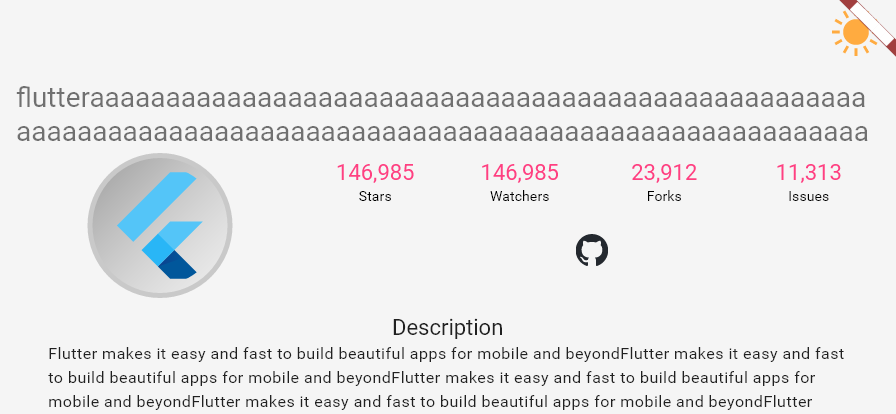 flutteraaaaaaaaaaaaaaaaaaaaaaaaaaaaaaaaaaaaaaaaaaaaaaaaaaa
aaaaaaaaaaaaaaaaaaaaaaaaaaaaaaaaaaaaaaaaaaaaaaaaaaaaaaaa
146,985 146,985 23,912 11,313
Stars Watchers Forks Issues
Description
Flutter makes it easy and fast to build beautiful apps for mobile and beyondFlutter makes it easy and fast
to build beautiful apps for mobile and beyondFlutter makes it easy and fast to build beautiful apps for
mobile and beyondFlutter makes it easy and fast to build beautiful apps for mobile and beyondFlutter